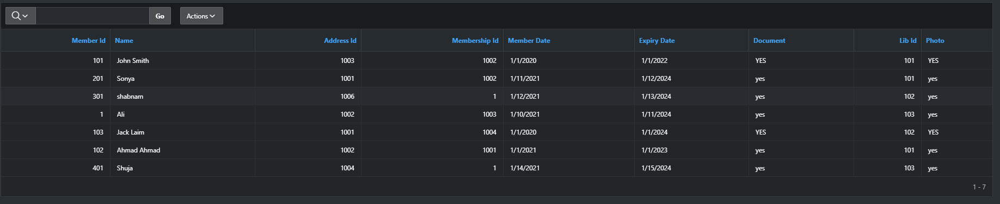 Go Actions
Member Id Name Address Id Membership Id Member Date Expiry Date Document Lib Id Photo
101 John Smith 1003 1002 1/1/2020 1/1/2022 YES 101 YES
201 Sonya 1001 1002 1/11/2021 1/12/2024 yes 101 yes
301 shabnam 1006 1 1/12/2021 1/13/2024 yes 102 yes
1 Ali 1002 1003 1/10/2021 1/11/2024 yes 103 yes
103 Jack Laim 1001 1004 1/1/2020 1/1/2024 YES 102 YES
102 Ahmad Ahmad 1002 1001 1/1/2021 1/1/2023 yes 101 yes
401 Shuja 1004 1 1/14/2021 1/15/2024 yes 103 yes
1 - 7